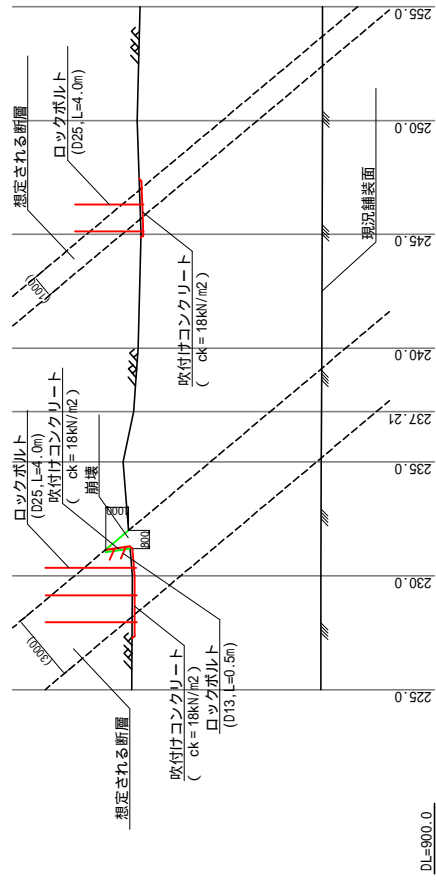 想定される断層
ロックボルト
(D25,L=4.0m)
(1000)
吹付けコンクリート
( ck = 18kN/m2 )
現況舗装面
ロックボルト
(D25,L=4.0m)
吹付けコンクリート
( ck = 18kN/m2 )
崩壊
1000
800
(3000)
想定される断層
吹付けコンクリート
( ck = 18kN/m2 )
ロックボルト
(D13,L=0.5m)
225.0
230.0
235.0
237.21
240.0
245.0
250.0
255.0
DL=900.0